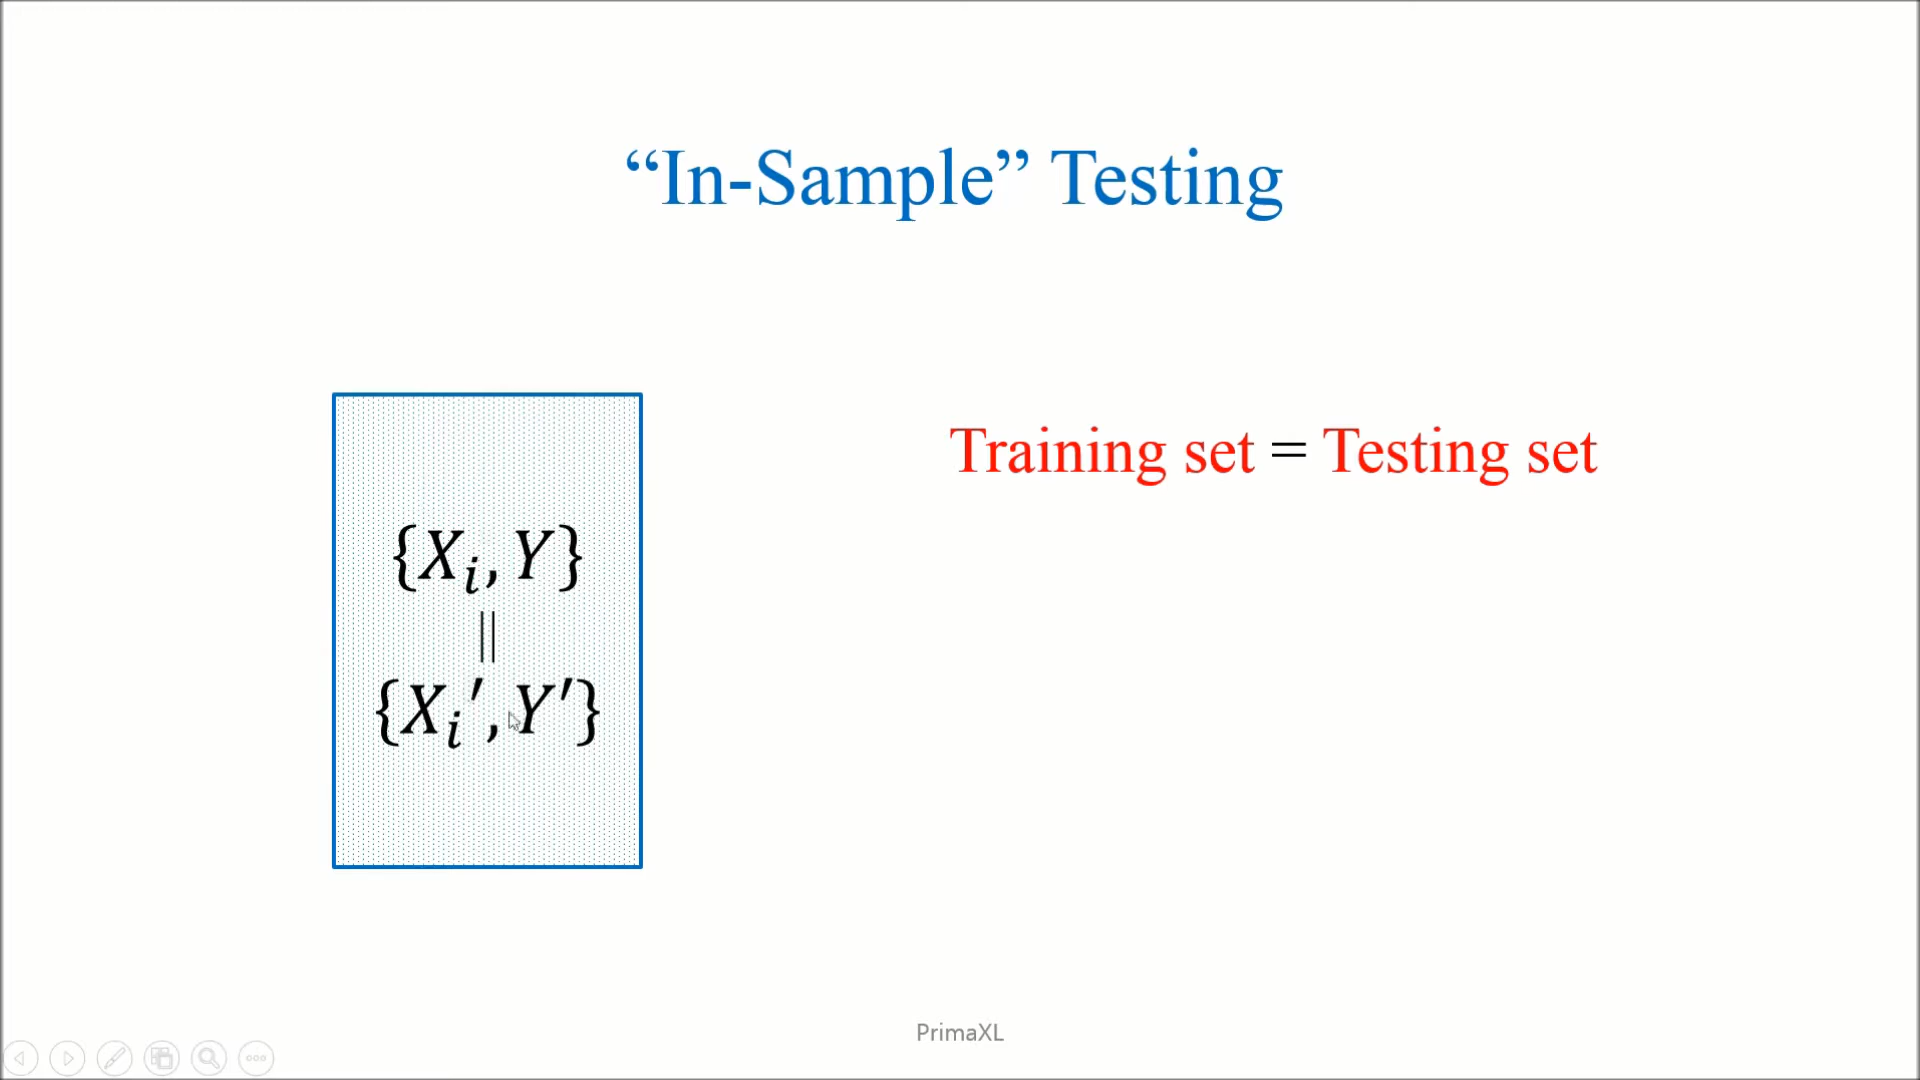 “In-Sample” Testing
Training set = Testing set
{Xᵢ, Y}
||
{Xᵢ′, Y′}
PrimaXL